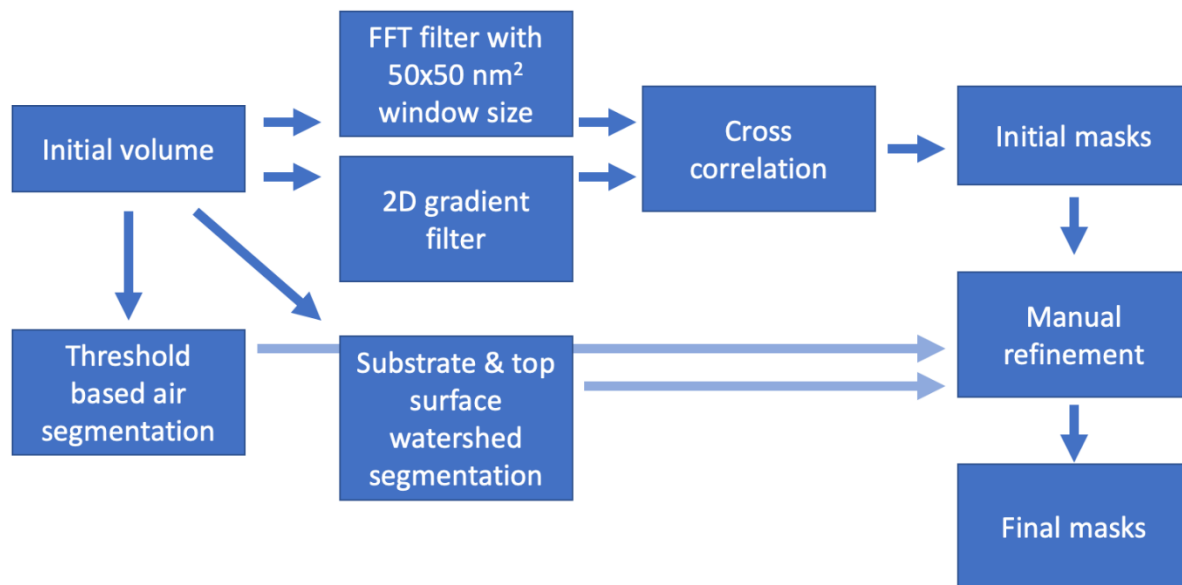 FFT filter with
50x50 nm²
window size
Initial volume
2D gradient
filter
Cross
correlation
Initial masks
Threshold
based air
segmentation
Substrate & top
surface
watershed
segmentation
Manual
refinement
Final masks